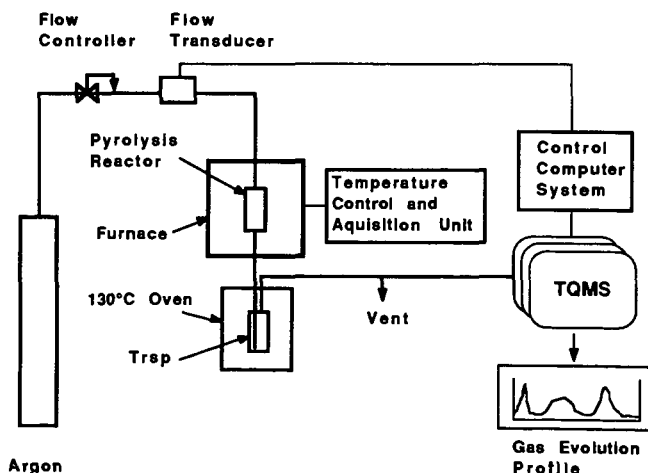 Flow
Controller
Flow
Transducer
Pyrolysis
Reactor
Furnace
Temperature
Control and
Aquisition Unit
Control
Computer
System
130°C Oven
Trsp
Vent
TQMS
Argon
Gas Evolution
Profile